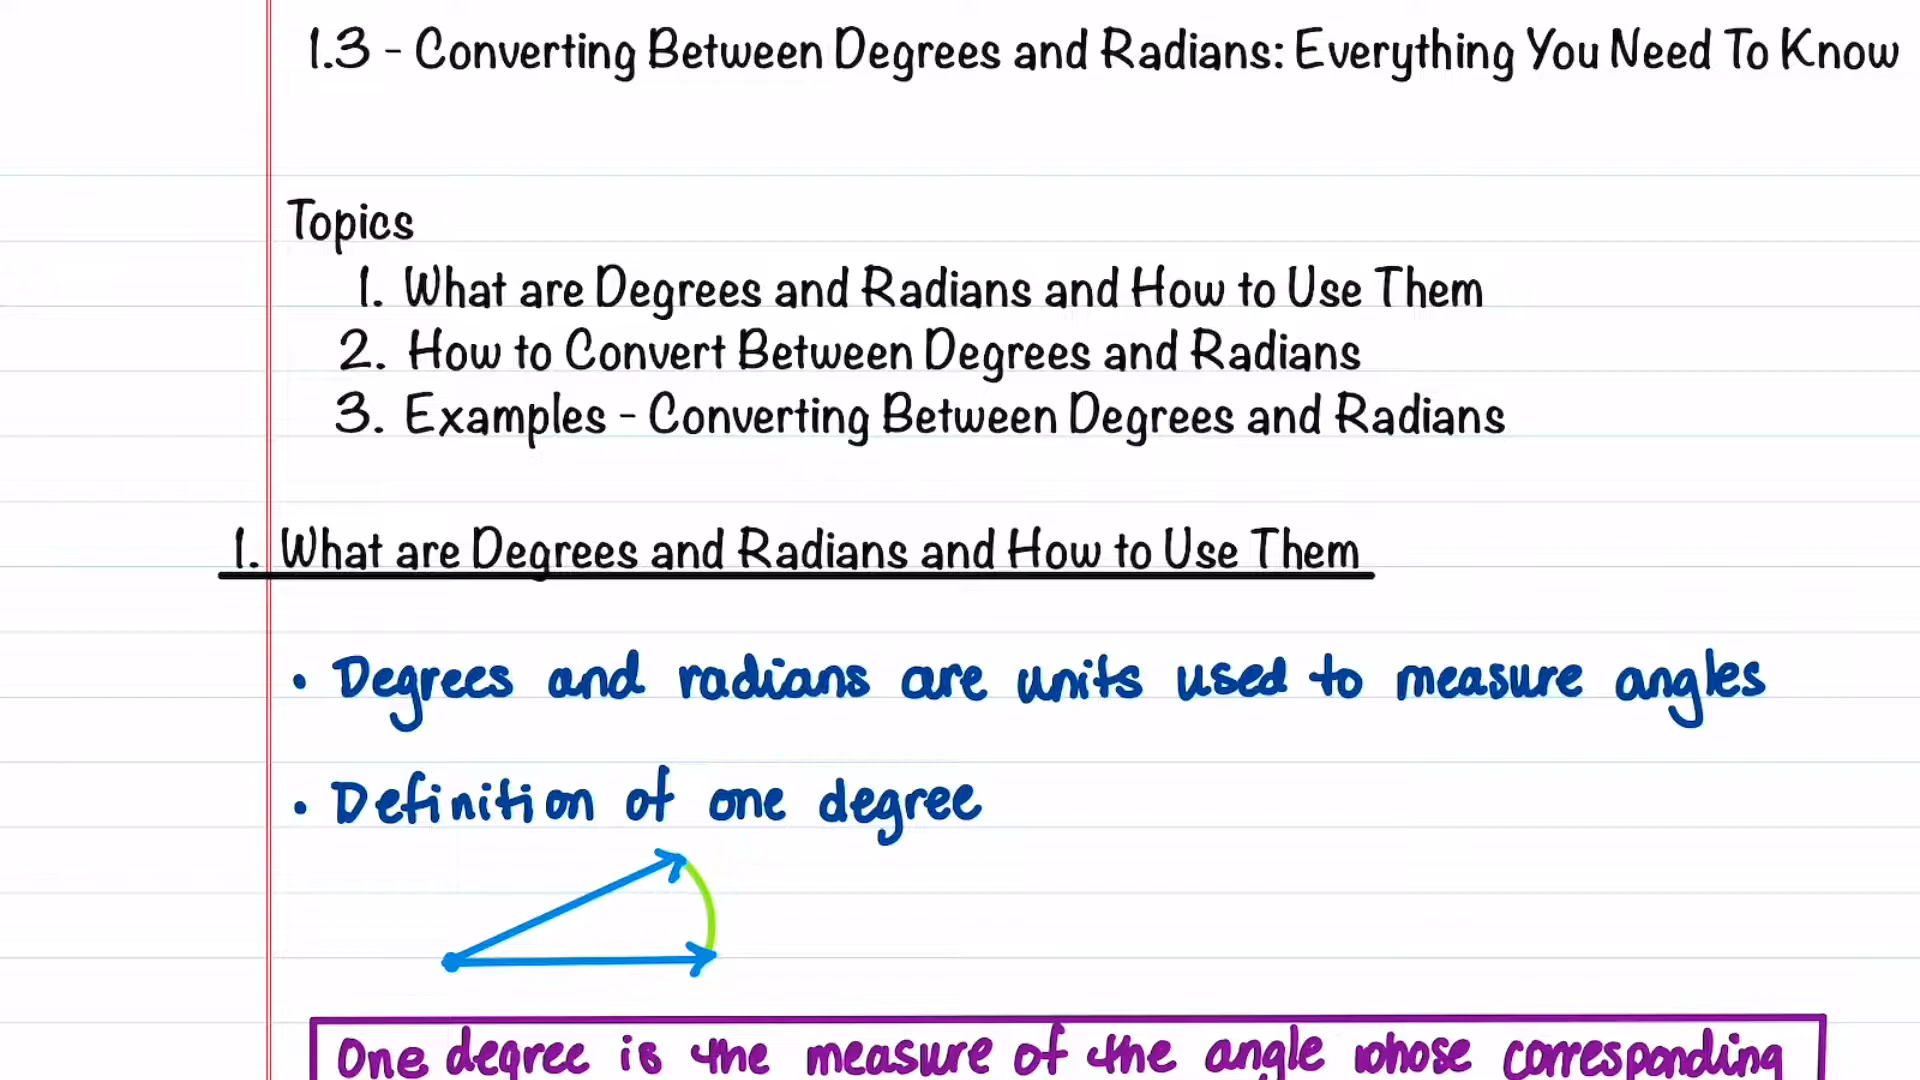 1.3 - Converting Between Degrees and Radians: Everything You Need To Know
Topics
1. What are Degrees and Radians and How to Use Them
2. How to Convert Between Degrees and Radians
3. Examples - Converting Between Degrees and Radians
1. What are Degrees and Radians and How to Use Them
• Degrees and radians are units used to measure angles
• Definition of one degree
One degree is the measure of the angle whose corresponding